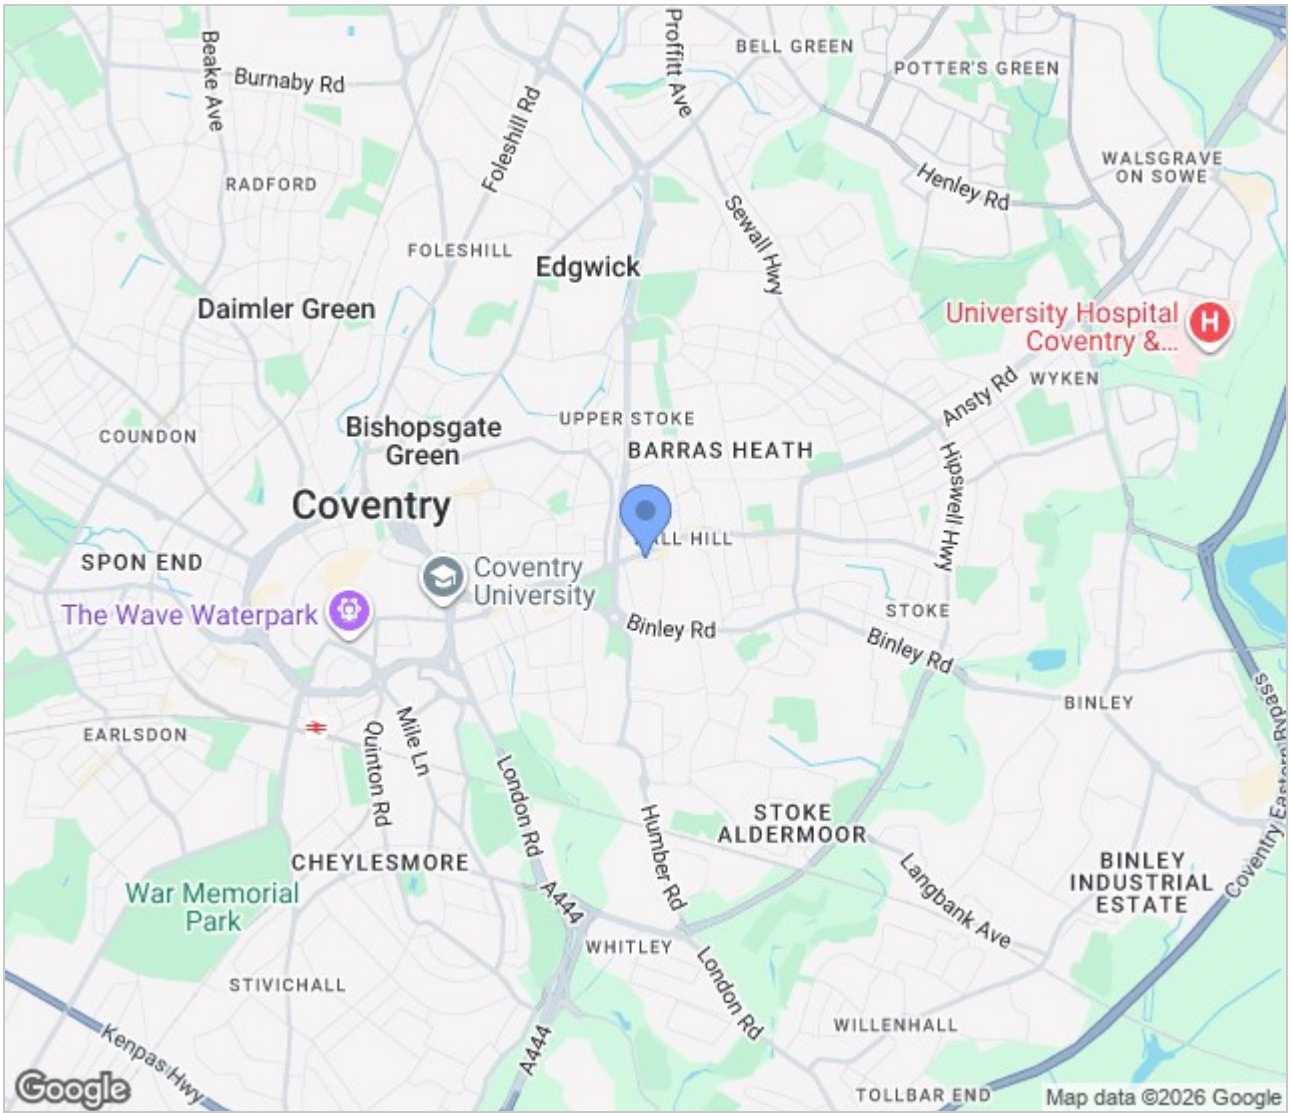 Beake Ave
Burnaby Rd
Foleshill Rd
Proffitt Ave
BELL GREEN
POTTER'S GREEN
WALSGRAVE
ON SOWE
Henley Rd
RADFORD
Sewall Hwy
FOLESHILL
Edgwick
Daimler Green
University Hospital
Coventry &...
H
WYKEN
Ansty Rd
UPPER STOKE
BARRAS HEATH
Bishopsgate
Green
COUNDON
Hipswell Hwy
Coventry
ALL HILL
SPON END
Coventry
University
The Wave Waterpark
STOKE
Binley Rd
Binley Rd
BINLEY
Coventry Eastern Bypass
EARLSDON
Quinton Rd
Mile Ln
London Rd
Humber Rd
STOKE
ALDERMOOR
CHEYLESMORE
Langbank Ave
BINLEY
INDUSTRIAL
ESTATE
War Memorial
Park
A444
WHITLEY
London Rd
STIVICHALL
WILLENHALL
Kenpas Hwy
A444
TOLLBAR END
Google
Map data ©2026 Google